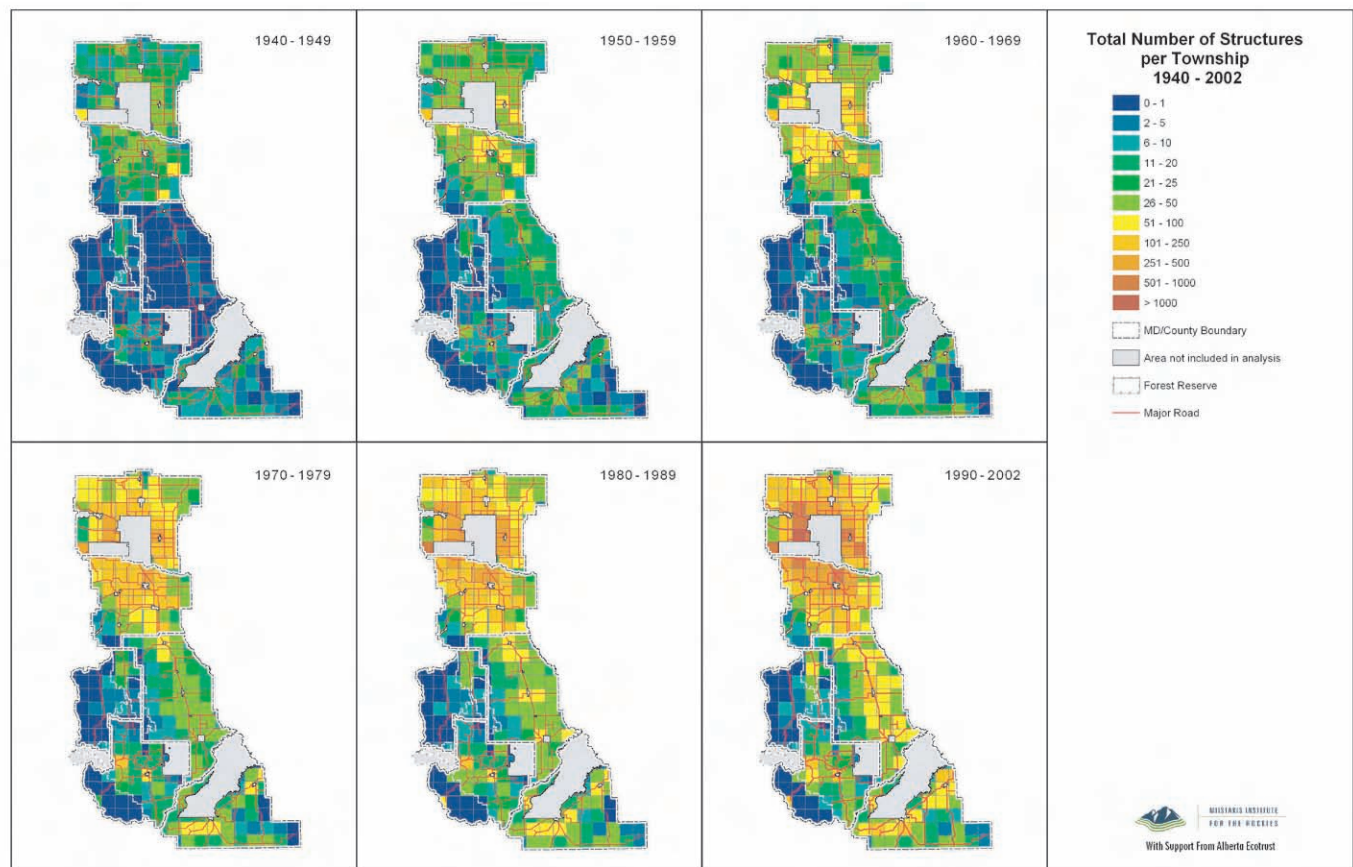 1940 - 1949
1950 - 1959
1960 - 1969
1970 - 1979
1980 - 1989
1990 - 2002
Total Number of Structures
per Township
1940 - 2002
0 - 1
2 - 5
6 - 10
11 - 20
21 - 25
26 - 50
51 - 100
101 - 250
251 - 500
501 - 1000
> 1000
MD/County Boundary
Area not included in analysis
Forest Reserve
Major Road
MIISTAKIS INSTITUTE
FOR THE ROCKIES
With Support From Alberta Ecotrust